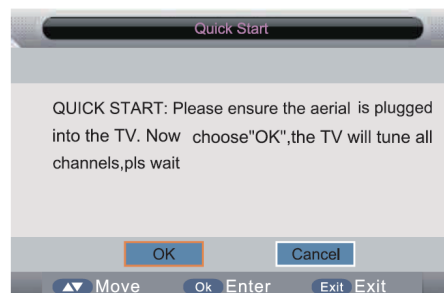 Quick Start
QUICK START: Please ensure the aerial is plugged
into the TV. Now choose"OK",the TV will tune all
channels,pls wait
OK Cancel
Move Ok Enter Exit Exit